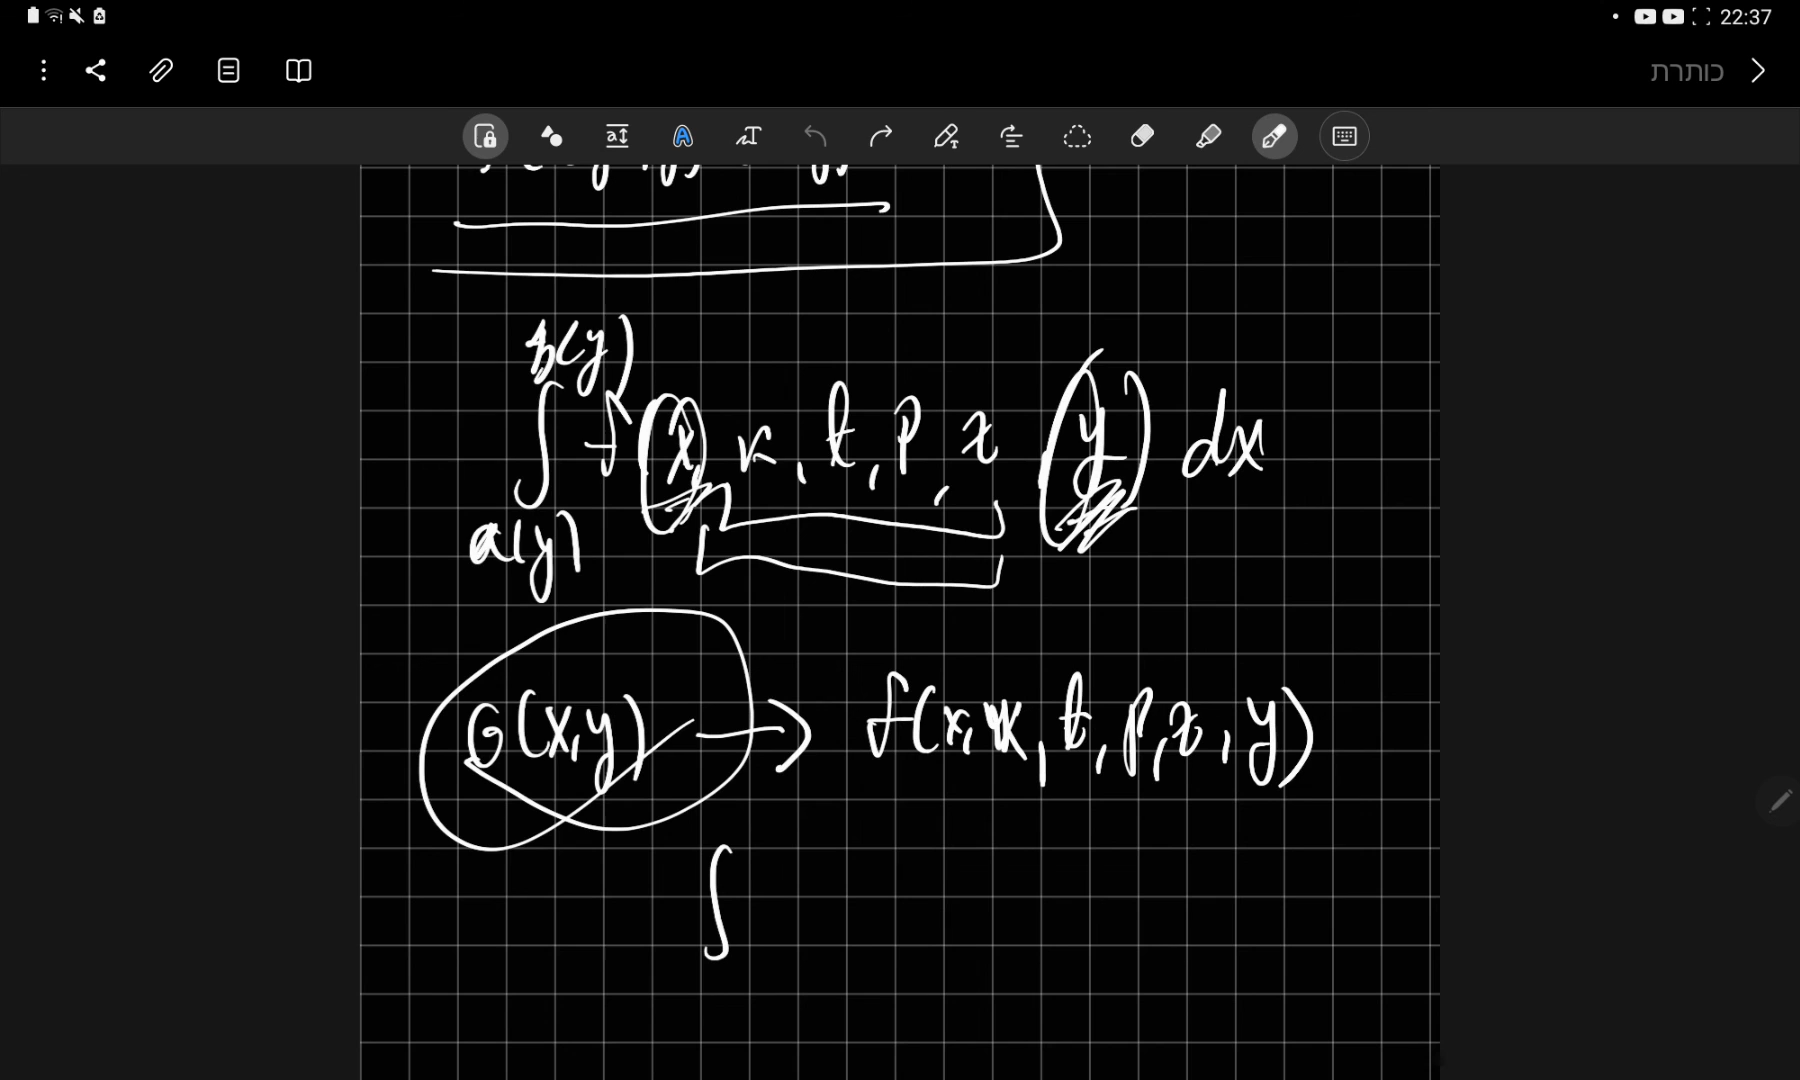 22:37
כותרת
b(y)
∫ f(x, k, t, p, z, y) dx
a(y)
G(x,y) → f(x, k, t, p, z, y)
∫